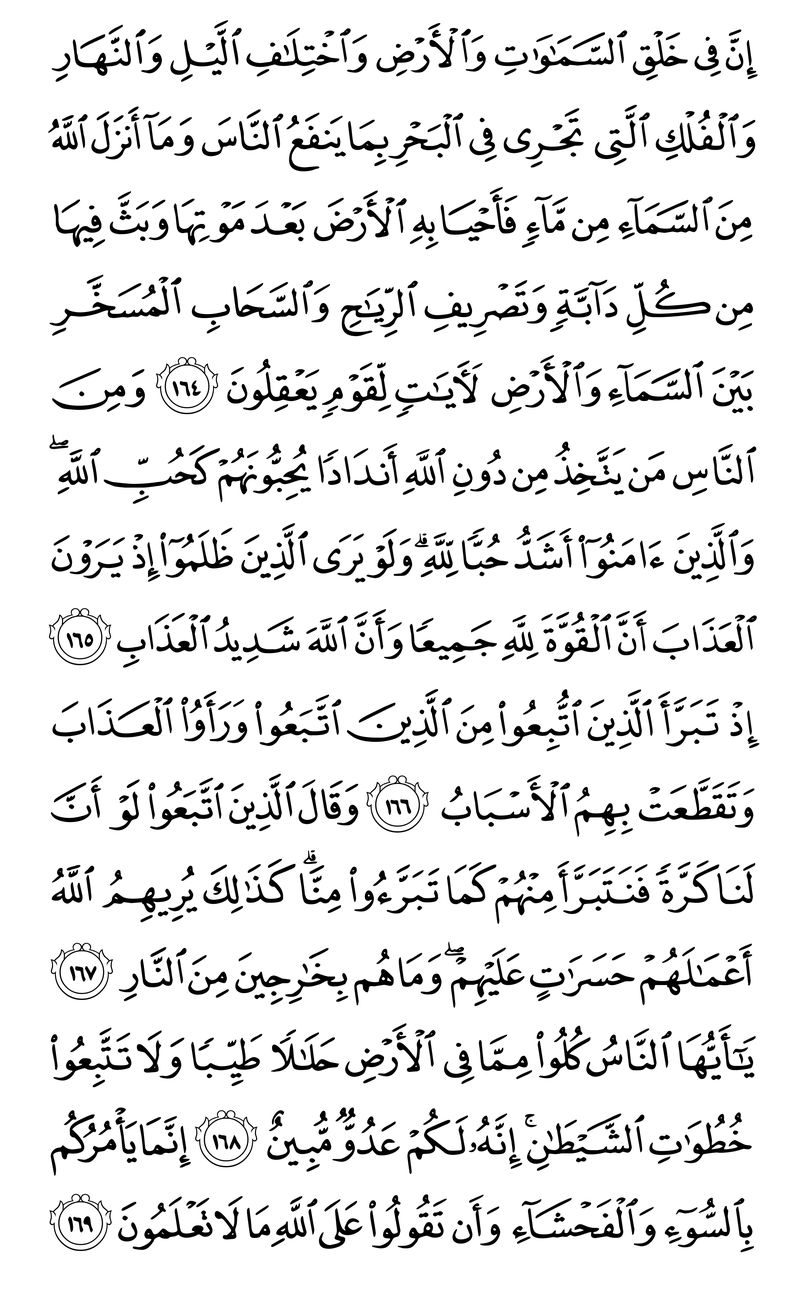 إِنَّ فِى خَلْقِ ٱلسَّمَـٰوَٰتِ وَٱلْأَرْضِ وَٱخْتِلَـٰفِ ٱلَّيْلِ وَٱلنَّهَارِ
وَٱلْفُلْكِ ٱلَّتِى تَجْرِى فِى ٱلْبَحْرِ بِمَا يَنفَعُ ٱلنَّاسَ وَمَآ أَنزَلَ ٱللَّهُ
مِنَ ٱلسَّمَآءِ مِن مَّآءٍ فَأَحْيَا بِهِ ٱلْأَرْضَ بَعْدَ مَوْتِهَا وَبَثَّ فِيهَا
مِن كُلِّ دَآبَّةٍ وَتَصْرِيفِ ٱلرِّيَـٰحِ وَٱلسَّحَابِ ٱلْمُسَخَّرِ
بَيْنَ ٱلسَّمَآءِ وَٱلْأَرْضِ لَـَٔايَـٰتٍ لِّقَوْمٍ يَعْقِلُونَ ١٦٤ وَمِنَ
ٱلنَّاسِ مَن يَتَّخِذُ مِن دُونِ ٱللَّهِ أَندَادًا يُحِبُّونَهُمْ كَحُبِّ ٱللَّهِ ۖ
وَٱلَّذِينَ ءَامَنُوٓا۟ أَشَدُّ حُبًّا لِّلَّهِ ۗ وَلَوْ يَرَى ٱلَّذِينَ ظَلَمُوٓا۟ إِذْ يَرَوْنَ
ٱلْعَذَابَ أَنَّ ٱلْقُوَّةَ لِلَّهِ جَمِيعًا وَأَنَّ ٱللَّهَ شَدِيدُ ٱلْعَذَابِ ١٦٥
إِذْ تَبَرَّأَ ٱلَّذِينَ ٱتُّبِعُوا۟ مِنَ ٱلَّذِينَ ٱتَّبَعُوا۟ وَرَأَوُا۟ ٱلْعَذَابَ
وَتَقَطَّعَتْ بِهِمُ ٱلْأَسْبَابُ ١٦٦ وَقَالَ ٱلَّذِينَ ٱتَّبَعُوا۟ لَوْ أَنَّ
لَنَا كَرَّةً فَنَتَبَرَّأَ مِنْهُمْ كَمَا تَبَرَّءُوا۟ مِنَّا ۗ كَذَٰلِكَ يُرِيهِمُ ٱللَّهُ
أَعْمَـٰلَهُمْ حَسَرَٰتٍ عَلَيْهِمْ ۖ وَمَا هُم بِخَـٰرِجِينَ مِنَ ٱلنَّارِ ١٦٧
يَـٰٓأَيُّهَا ٱلنَّاسُ كُلُوا۟ مِمَّا فِى ٱلْأَرْضِ حَلَـٰلًا طَيِّبًا وَلَا تَتَّبِعُوا۟
خُطُوَٰتِ ٱلشَّيْطَـٰنِ ۚ إِنَّهُۥ لَكُمْ عَدُوٌّ مُّبِينٌ ١٦٨ إِنَّمَا يَأْمُرُكُم
بِٱلسُّوٓءِ وَٱلْفَحْشَآءِ وَأَن تَقُولُوا۟ عَلَى ٱللَّهِ مَا لَا تَعْلَمُونَ ١٦٩